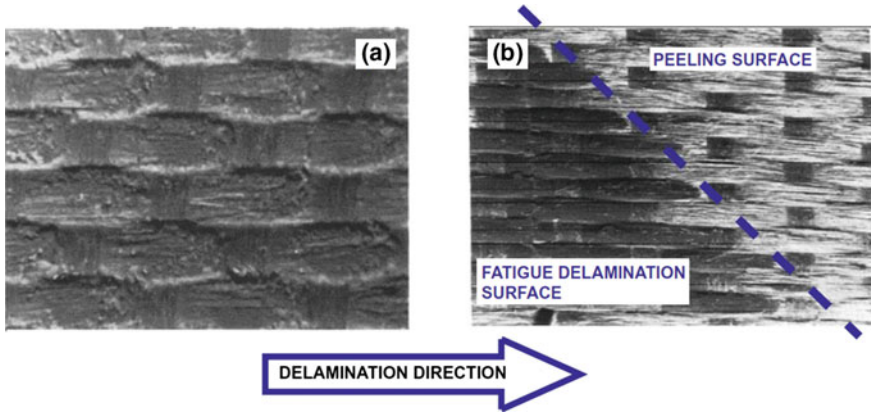 (a)
(b)
PEELING SURFACE
FATIGUE DELAMINATION
SURFACE
DELAMINATION DIRECTION